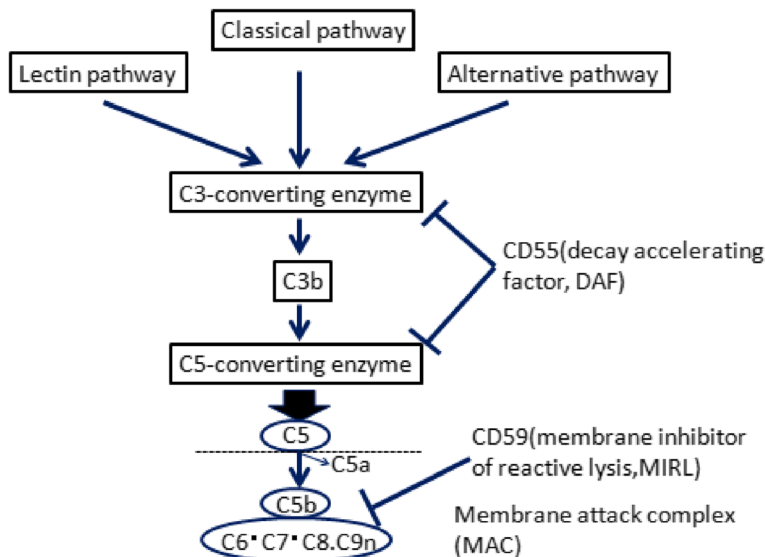 Classical pathway
Lectin pathway
Alternative pathway
C3-converting enzyme
CD55(decay accelerating
factor, DAF)
C3b
C5-converting enzyme
C5
C5a
CD59(membrane inhibitor
of reactive lysis,MIRL)
C5b
C6▪C7▪C8.C9n
Membrane attack complex
(MAC)